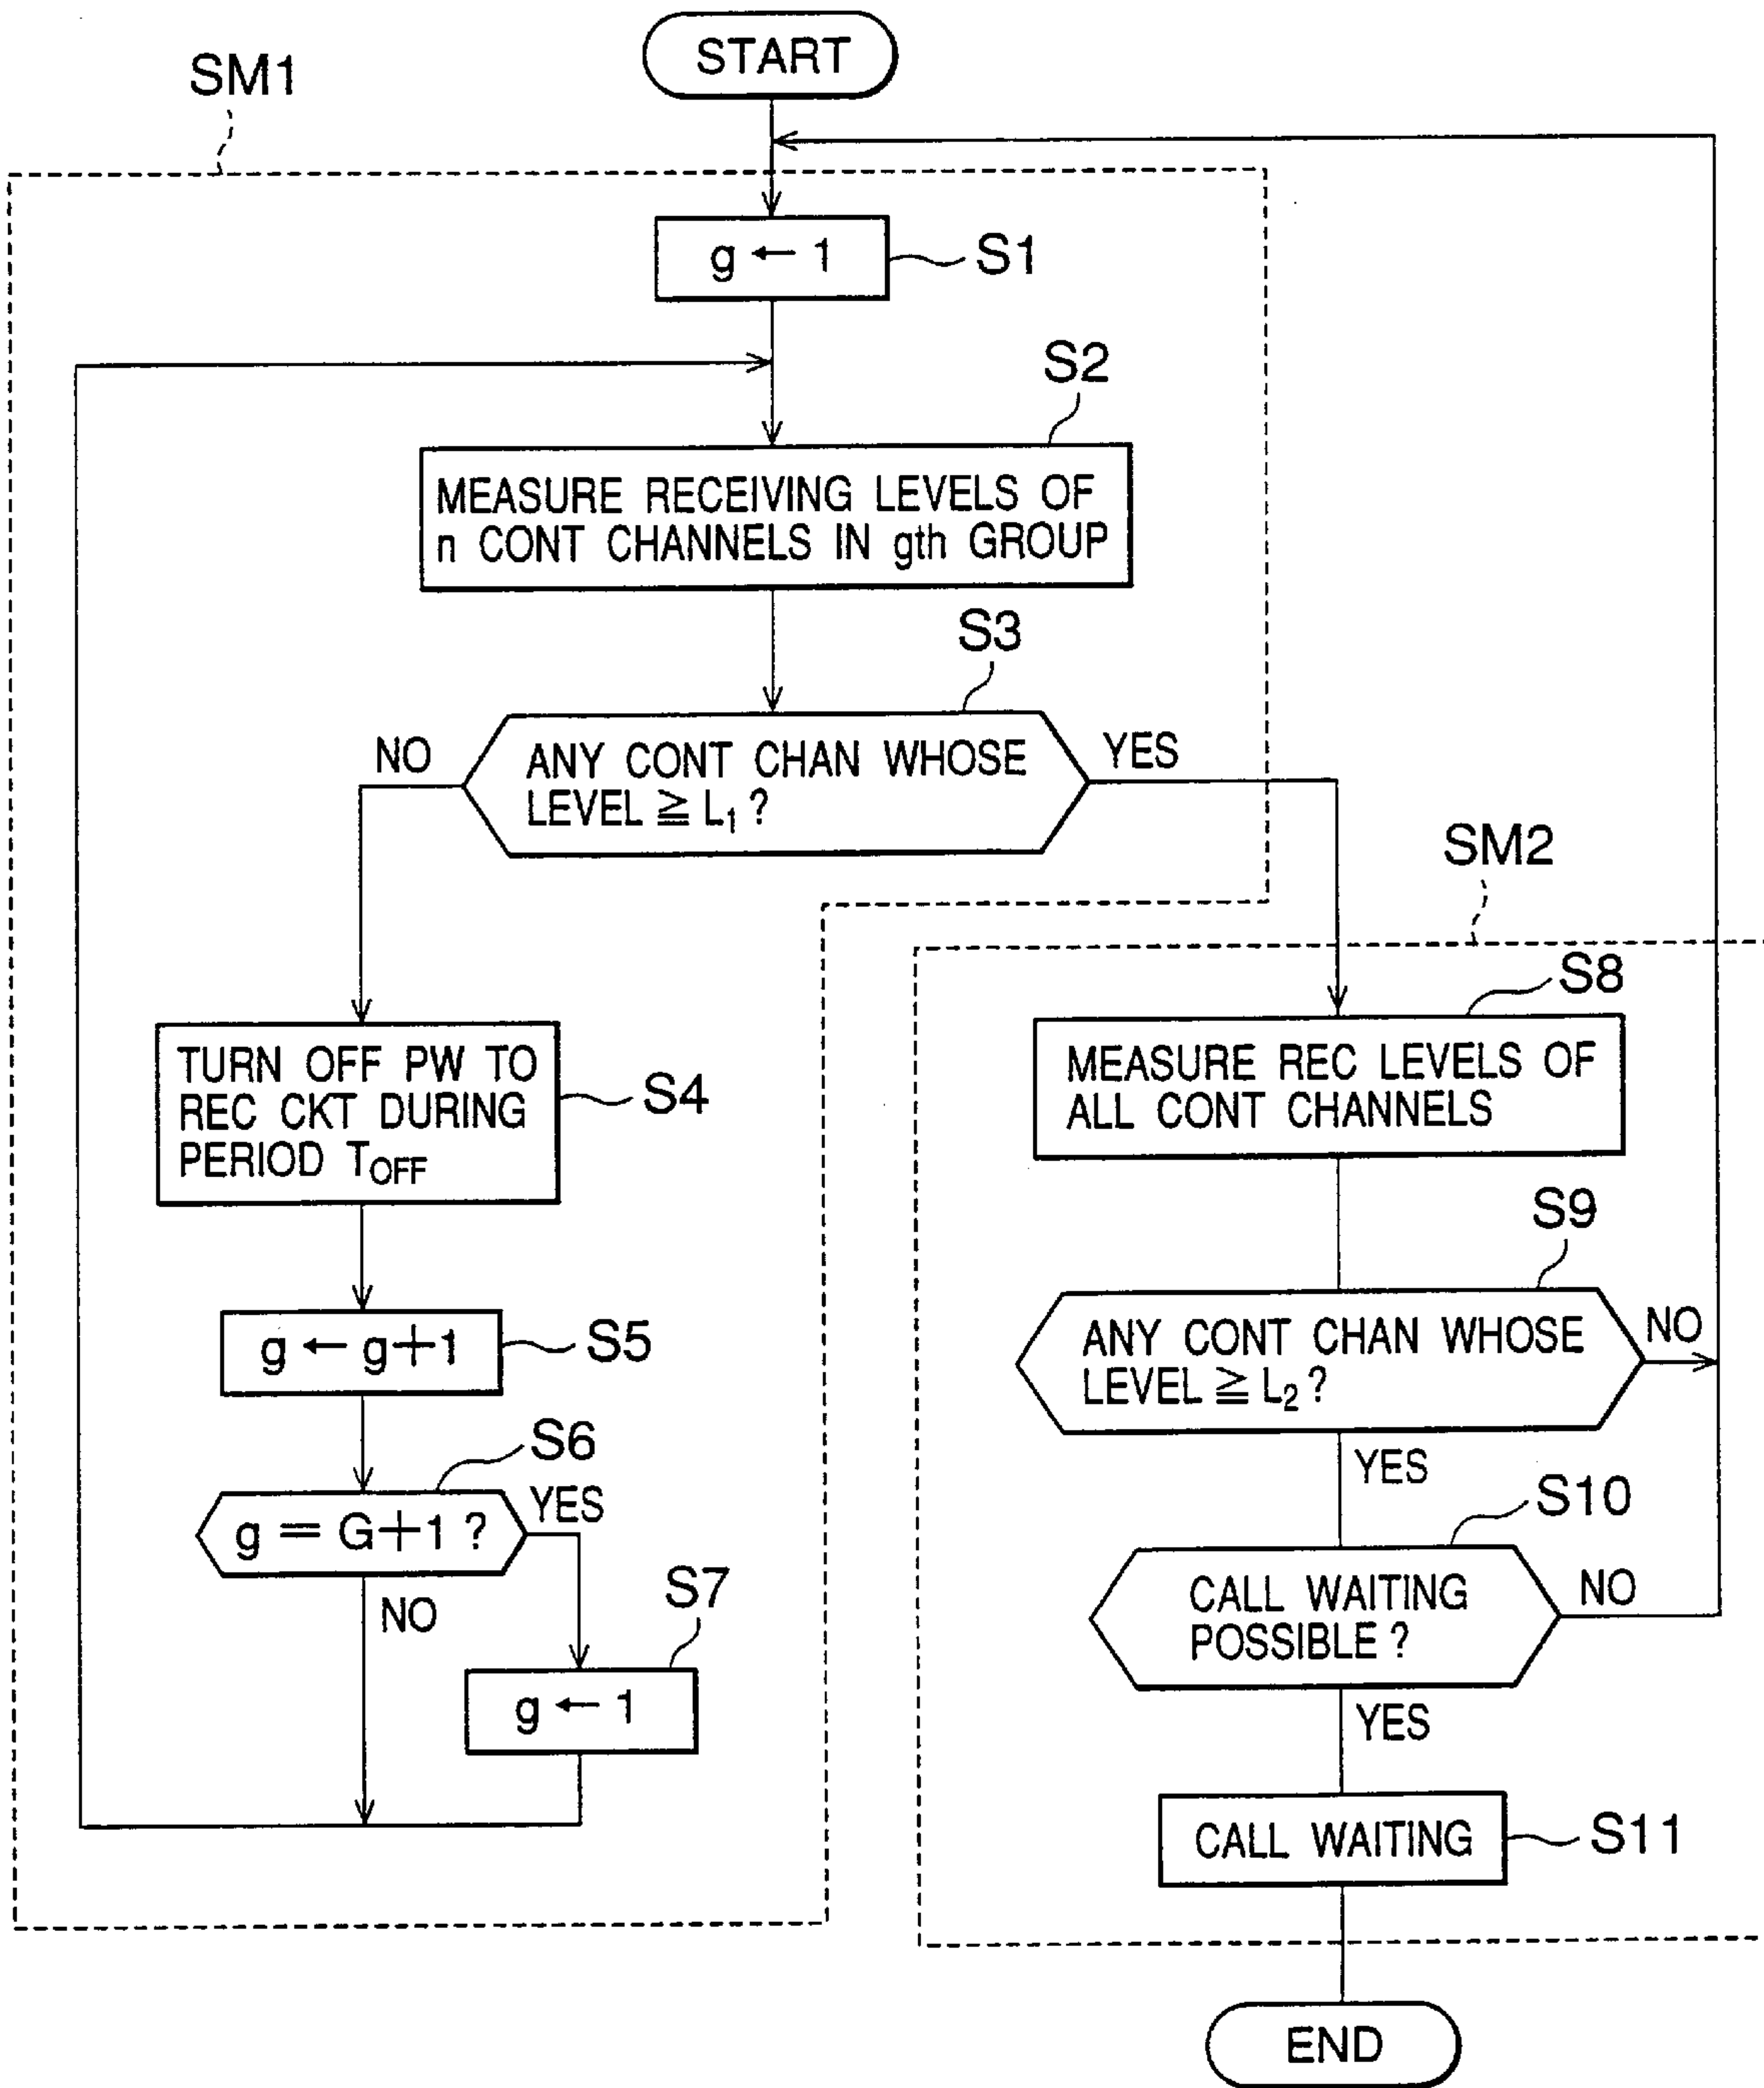 START
SM1
g ← 1
S1
S2
MEASURE RECEIVING LEVELS OF
n CONT CHANNELS IN gth GROUP
S3
NO
ANY CONT CHAN WHOSE
LEVEL ≧ L₁ ?
YES
SM2
S8
TURN OFF PW TO
REC CKT DURING
PERIOD T_OFF
S4
MEASURE REC LEVELS OF
ALL CONT CHANNELS
S9
g ← g+1
S5
ANY CONT CHAN WHOSE
LEVEL ≧ L₂ ?
NO
S6
YES
YES
g = G+1 ?
S10
NO
S7
CALL WAITING
POSSIBLE ?
NO
g ← 1
YES
CALL WAITING
S11
END